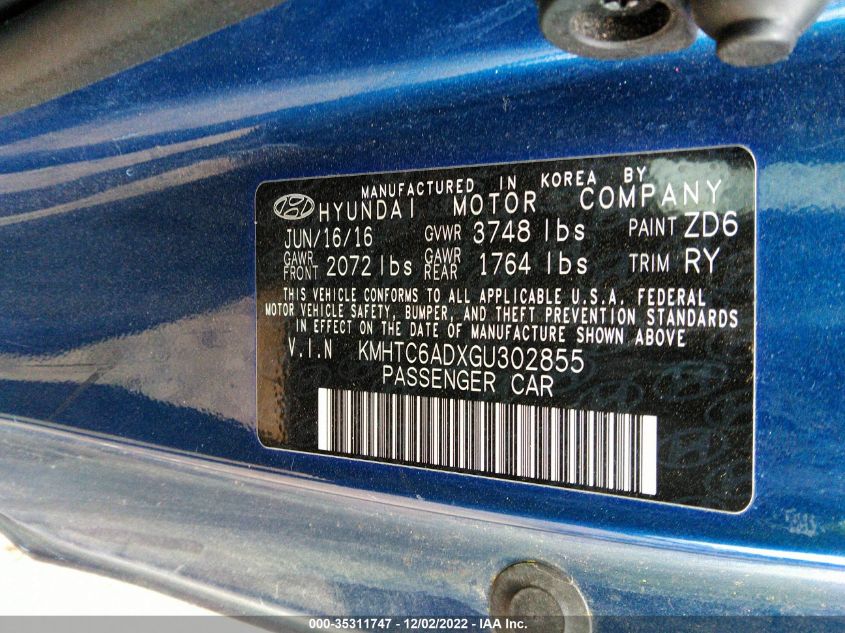 MANUFACTURED IN KOREA BY
HYUNDAI MOTOR COMPANY
JUN/16/16 GVWR 3748 lbs PAINT ZD6
GAWR FRONT 2072 lbs GAWR REAR 1764 lbs TRIM RY
THIS VEHICLE CONFORMS TO ALL APPLICABLE U.S.A. FEDERAL
MOTOR VEHICLE SAFETY, BUMPER, AND THEFT PREVENTION STANDARDS
IN EFFECT ON THE DATE OF MANUFACTURE SHOWN ABOVE
V.I.N KMHTC6ADXGU302855
PASSENGER CAR
000-35311747 - 12/02/2022 - IAA Inc.